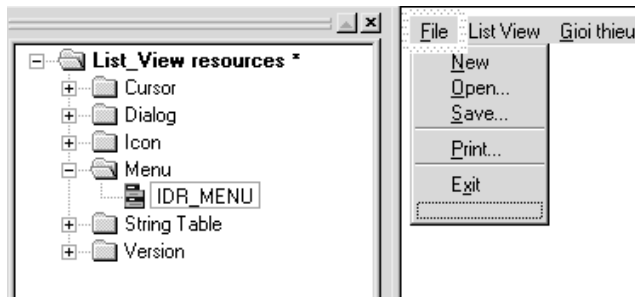 List_View resources *
Cursor
Dialog
Icon
Menu
IDR_MENU
String Table
Version
File List View Gioi thieu
New
Open...
Save...
Print...
Exit